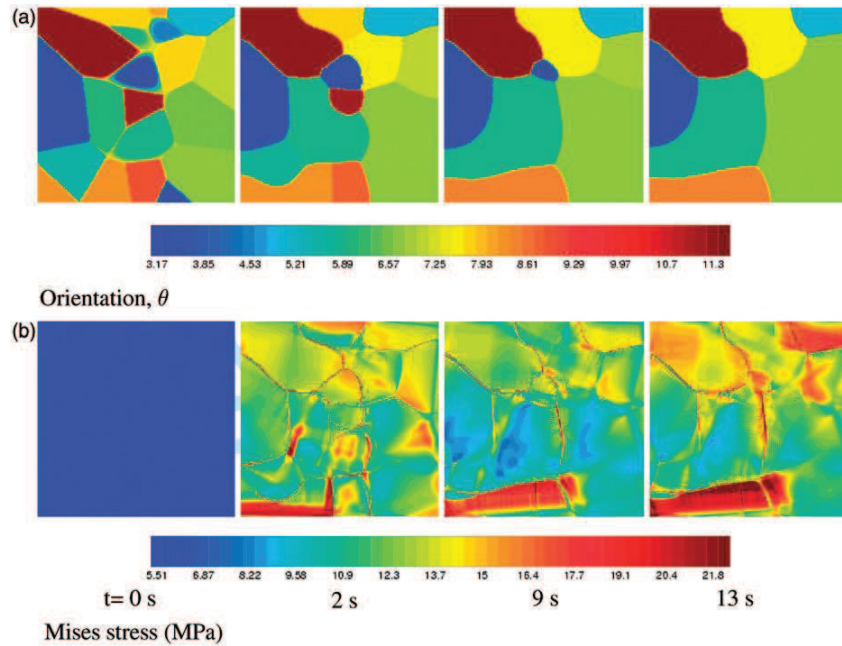 (a)
3.17 3.85 4.53 5.21 5.89 6.57 7.25 7.93 8.61 9.29 9.97 10.7 11.3
Orientation, θ
(b)
5.51 6.87 8.22 9.58 10.9 12.3 13.7 15 16.4 17.7 19.1 20.4 21.8
t= 0 s 2 s 9 s 13 s
Mises stress (MPa)